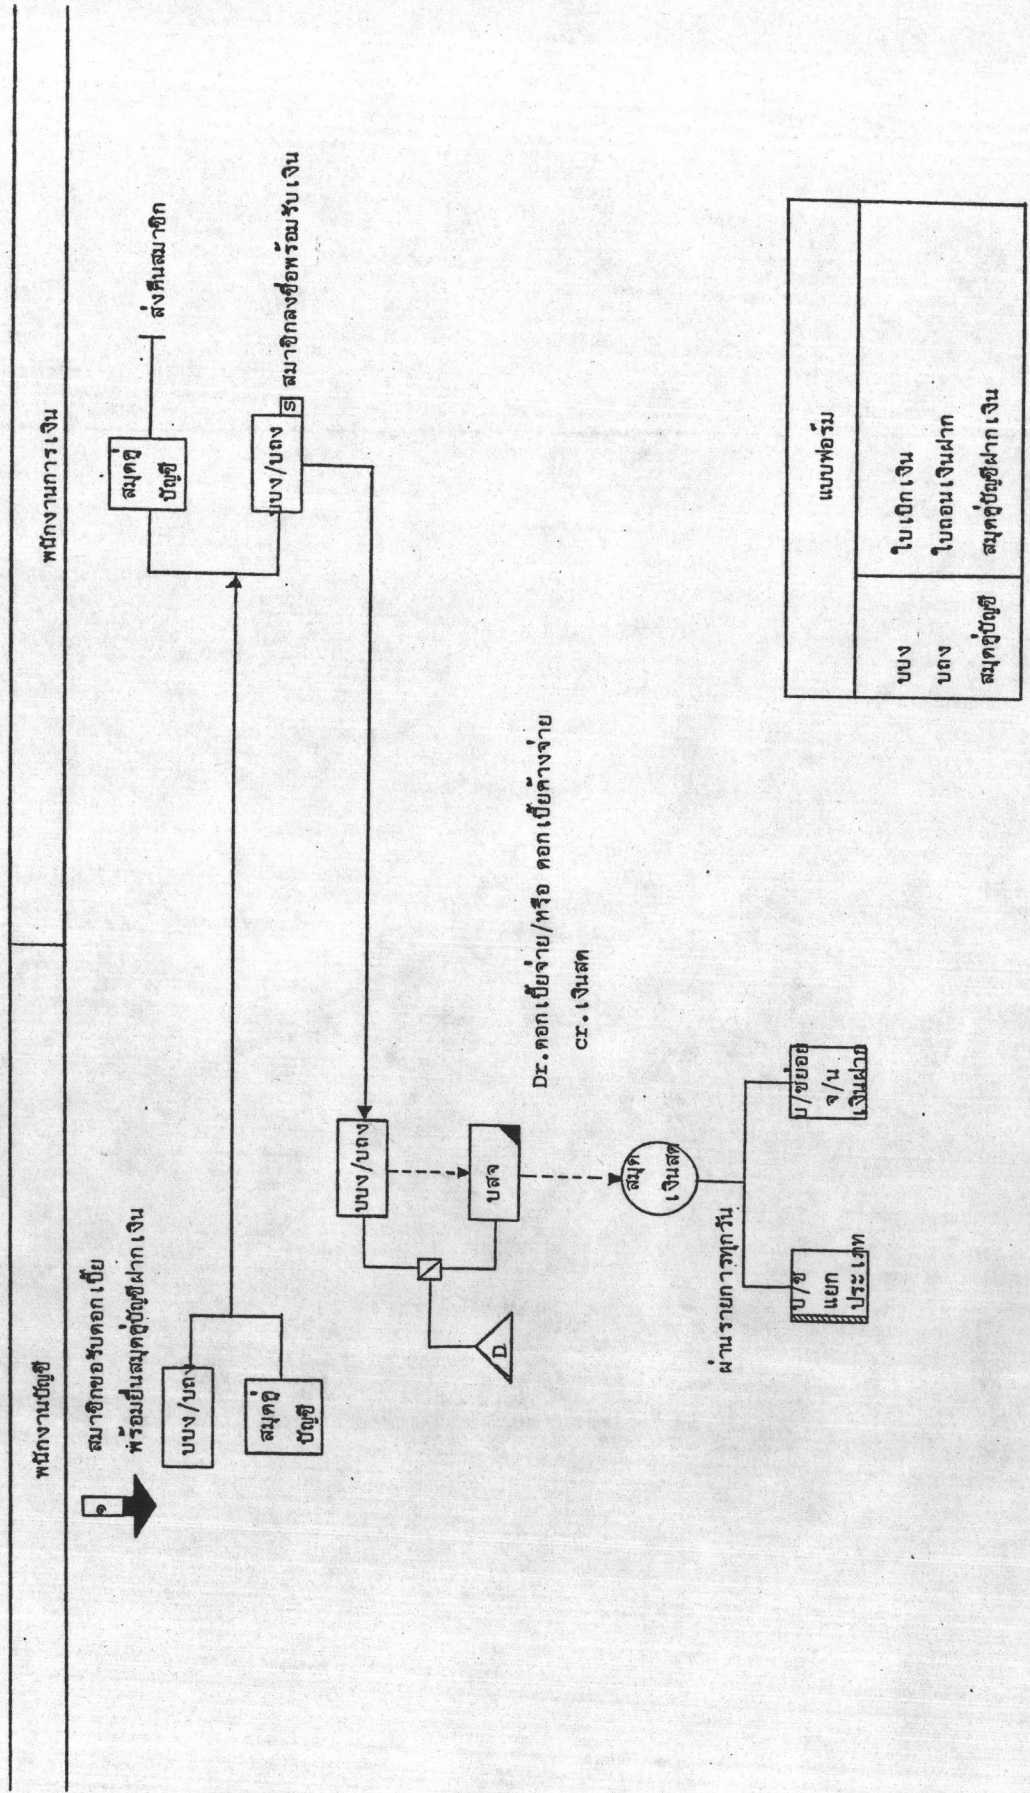 พนักงานบัญชี
พนักงานการเงิน
๑
สมาชิกขอรับดอกเบี้ย
พร้อมยื่นสมุดคู่บัญชีฝากเงิน
บบง/บถง
สมุดคู่
บัญชี
สมุดคู่
บัญชี
ส่งคืนสมาชิก
บบง/บถง
S
สมาชิกลงชื่อพร้อมรับเงิน
บบง/บถง
บสจ
D
Dr.ดอกเบี้ยจ่าย/หรือ ดอกเบี้ยค้างจ่าย
cr.เงินสด
สมุด
เงินสด
ผ่านรายการทุกวัน
บ/ช
แยก
ประเภท
บ/ชย่อย
จ/น
เงินฝาก
แบบฟอร์ม
บบง ใบเบิกเงิน
บถง ใบถอนเงินฝาก
สมุดคู่บัญชี สมุดคู่บัญชีฝากเงิน